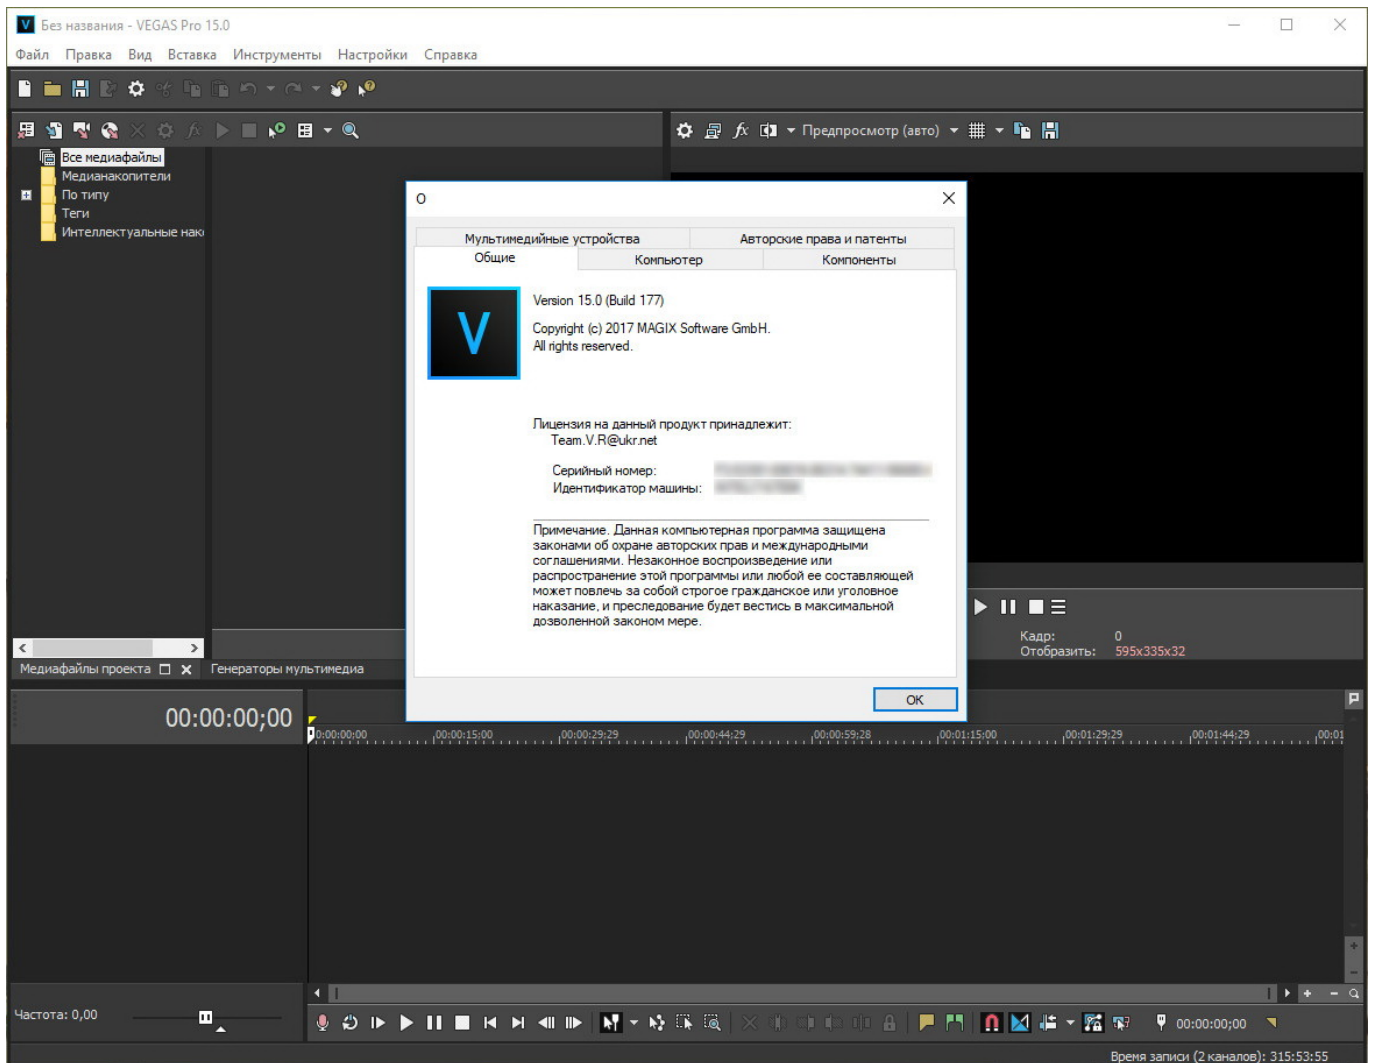 Без названия - VEGAS Pro 15.0
Файл Правка Вид Вставка Инструменты Настройки Справка
Предпросмотр (авто)
Все медиафайлы
Медианакопители
По типу
Теги
Интеллектуальные нако
О
Мультимедийные устройства Авторские права и патенты
Общие Компьютер Компоненты
V
Version 15.0 (Build 177)
Copyright (c) 2017 MAGIX Software GmbH.
All rights reserved.
Лицензия на данный продукт принадлежит:
Team.V.R@ukr.net
Серийный номер:
Идентификатор машины:
Примечание. Данная компьютерная программа защищена
законами об охране авторских прав и международными
соглашениями. Незаконное воспроизведение или
распространение этой программы или любой ее составляющей
может повлечь за собой строгое гражданское или уголовное
наказание, и преследование будет вестись в максимальной
дозволенной законом мере.
OK
Кадр: 0
Отобразить: 595x335x32
Медиафайлы проекта Генераторы мультимедиа
00:00:00;00
0:00:00:00 00:00:15:00 00:00:29;29 00:00:44;29 00:00:59;28 00:01:15:00 00:01:29;29 00:01:44;29 00:01
Частота: 0,00
00:00:00;00
Время записи (2 каналов): 315:53:55